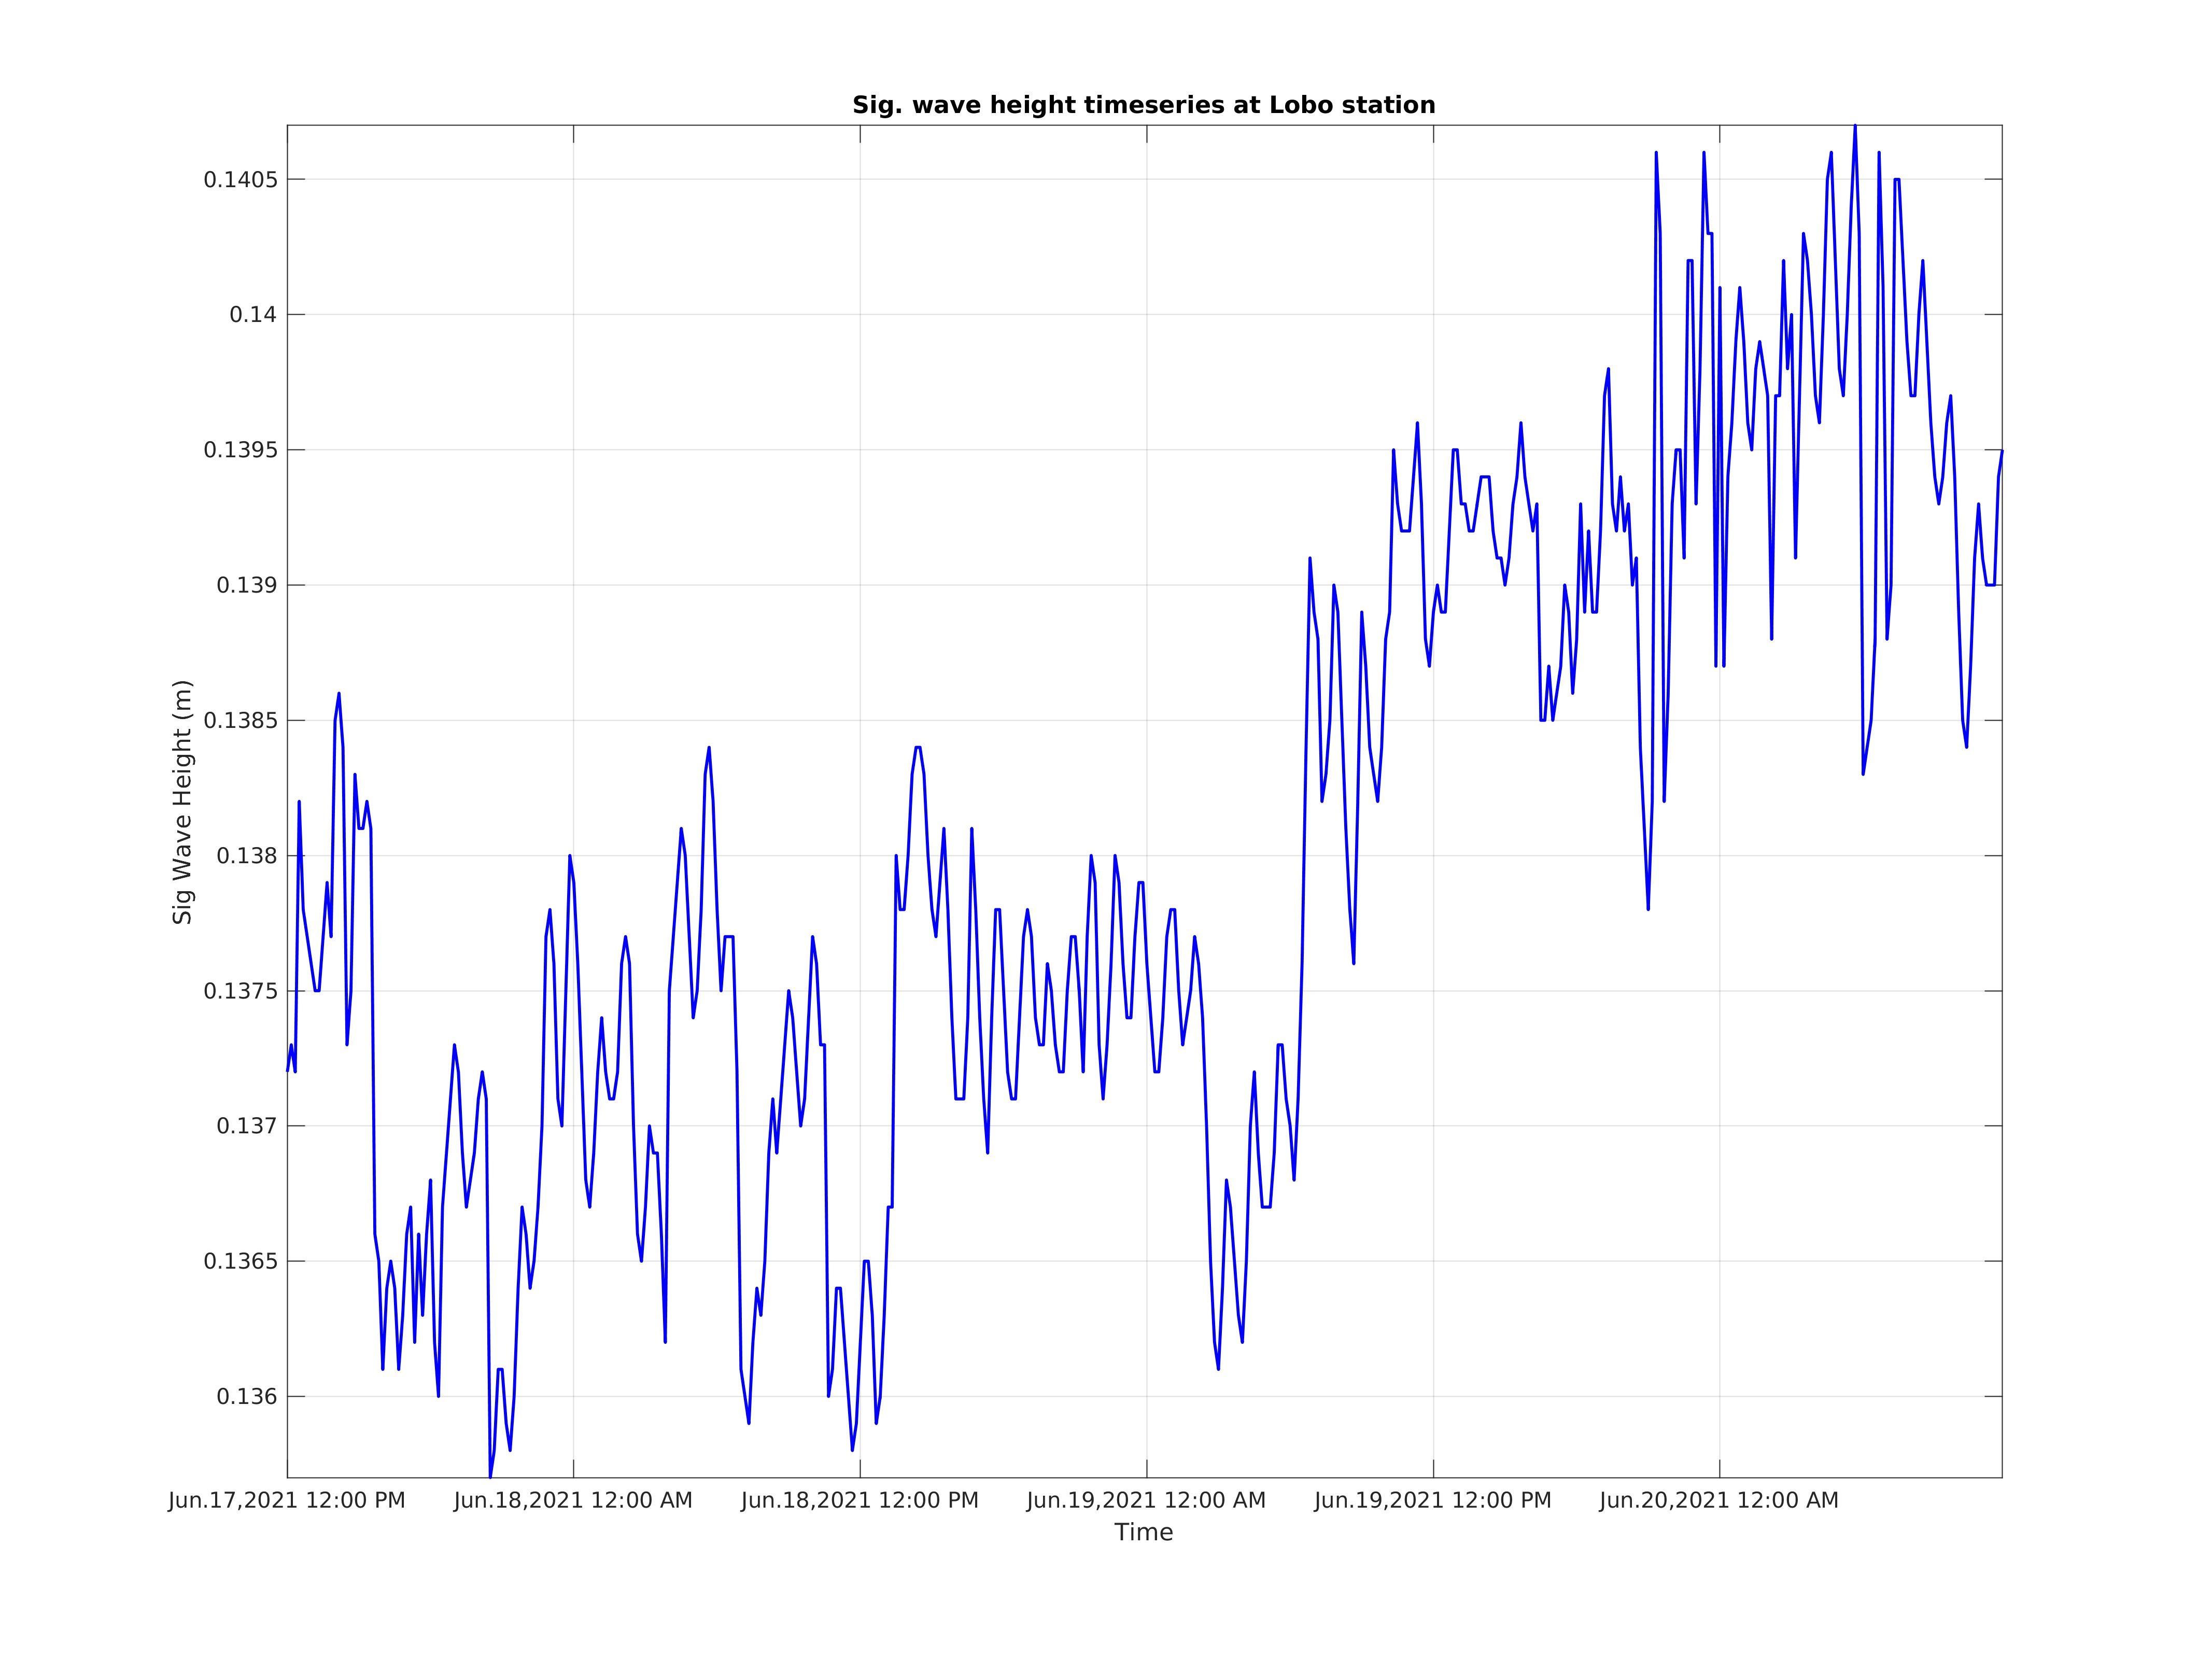 Sig. wave height timeseries at Lobo station
0.1405
0.14
0.1395
0.139
0.1385
0.138
0.1375
0.137
0.1365
0.136
Sig Wave Height (m)
Jun.17,2021 12:00 PM Jun.18,2021 12:00 AM Jun.18,2021 12:00 PM Jun.19,2021 12:00 AM Jun.19,2021 12:00 PM Jun.20,2021 12:00 AM
Time